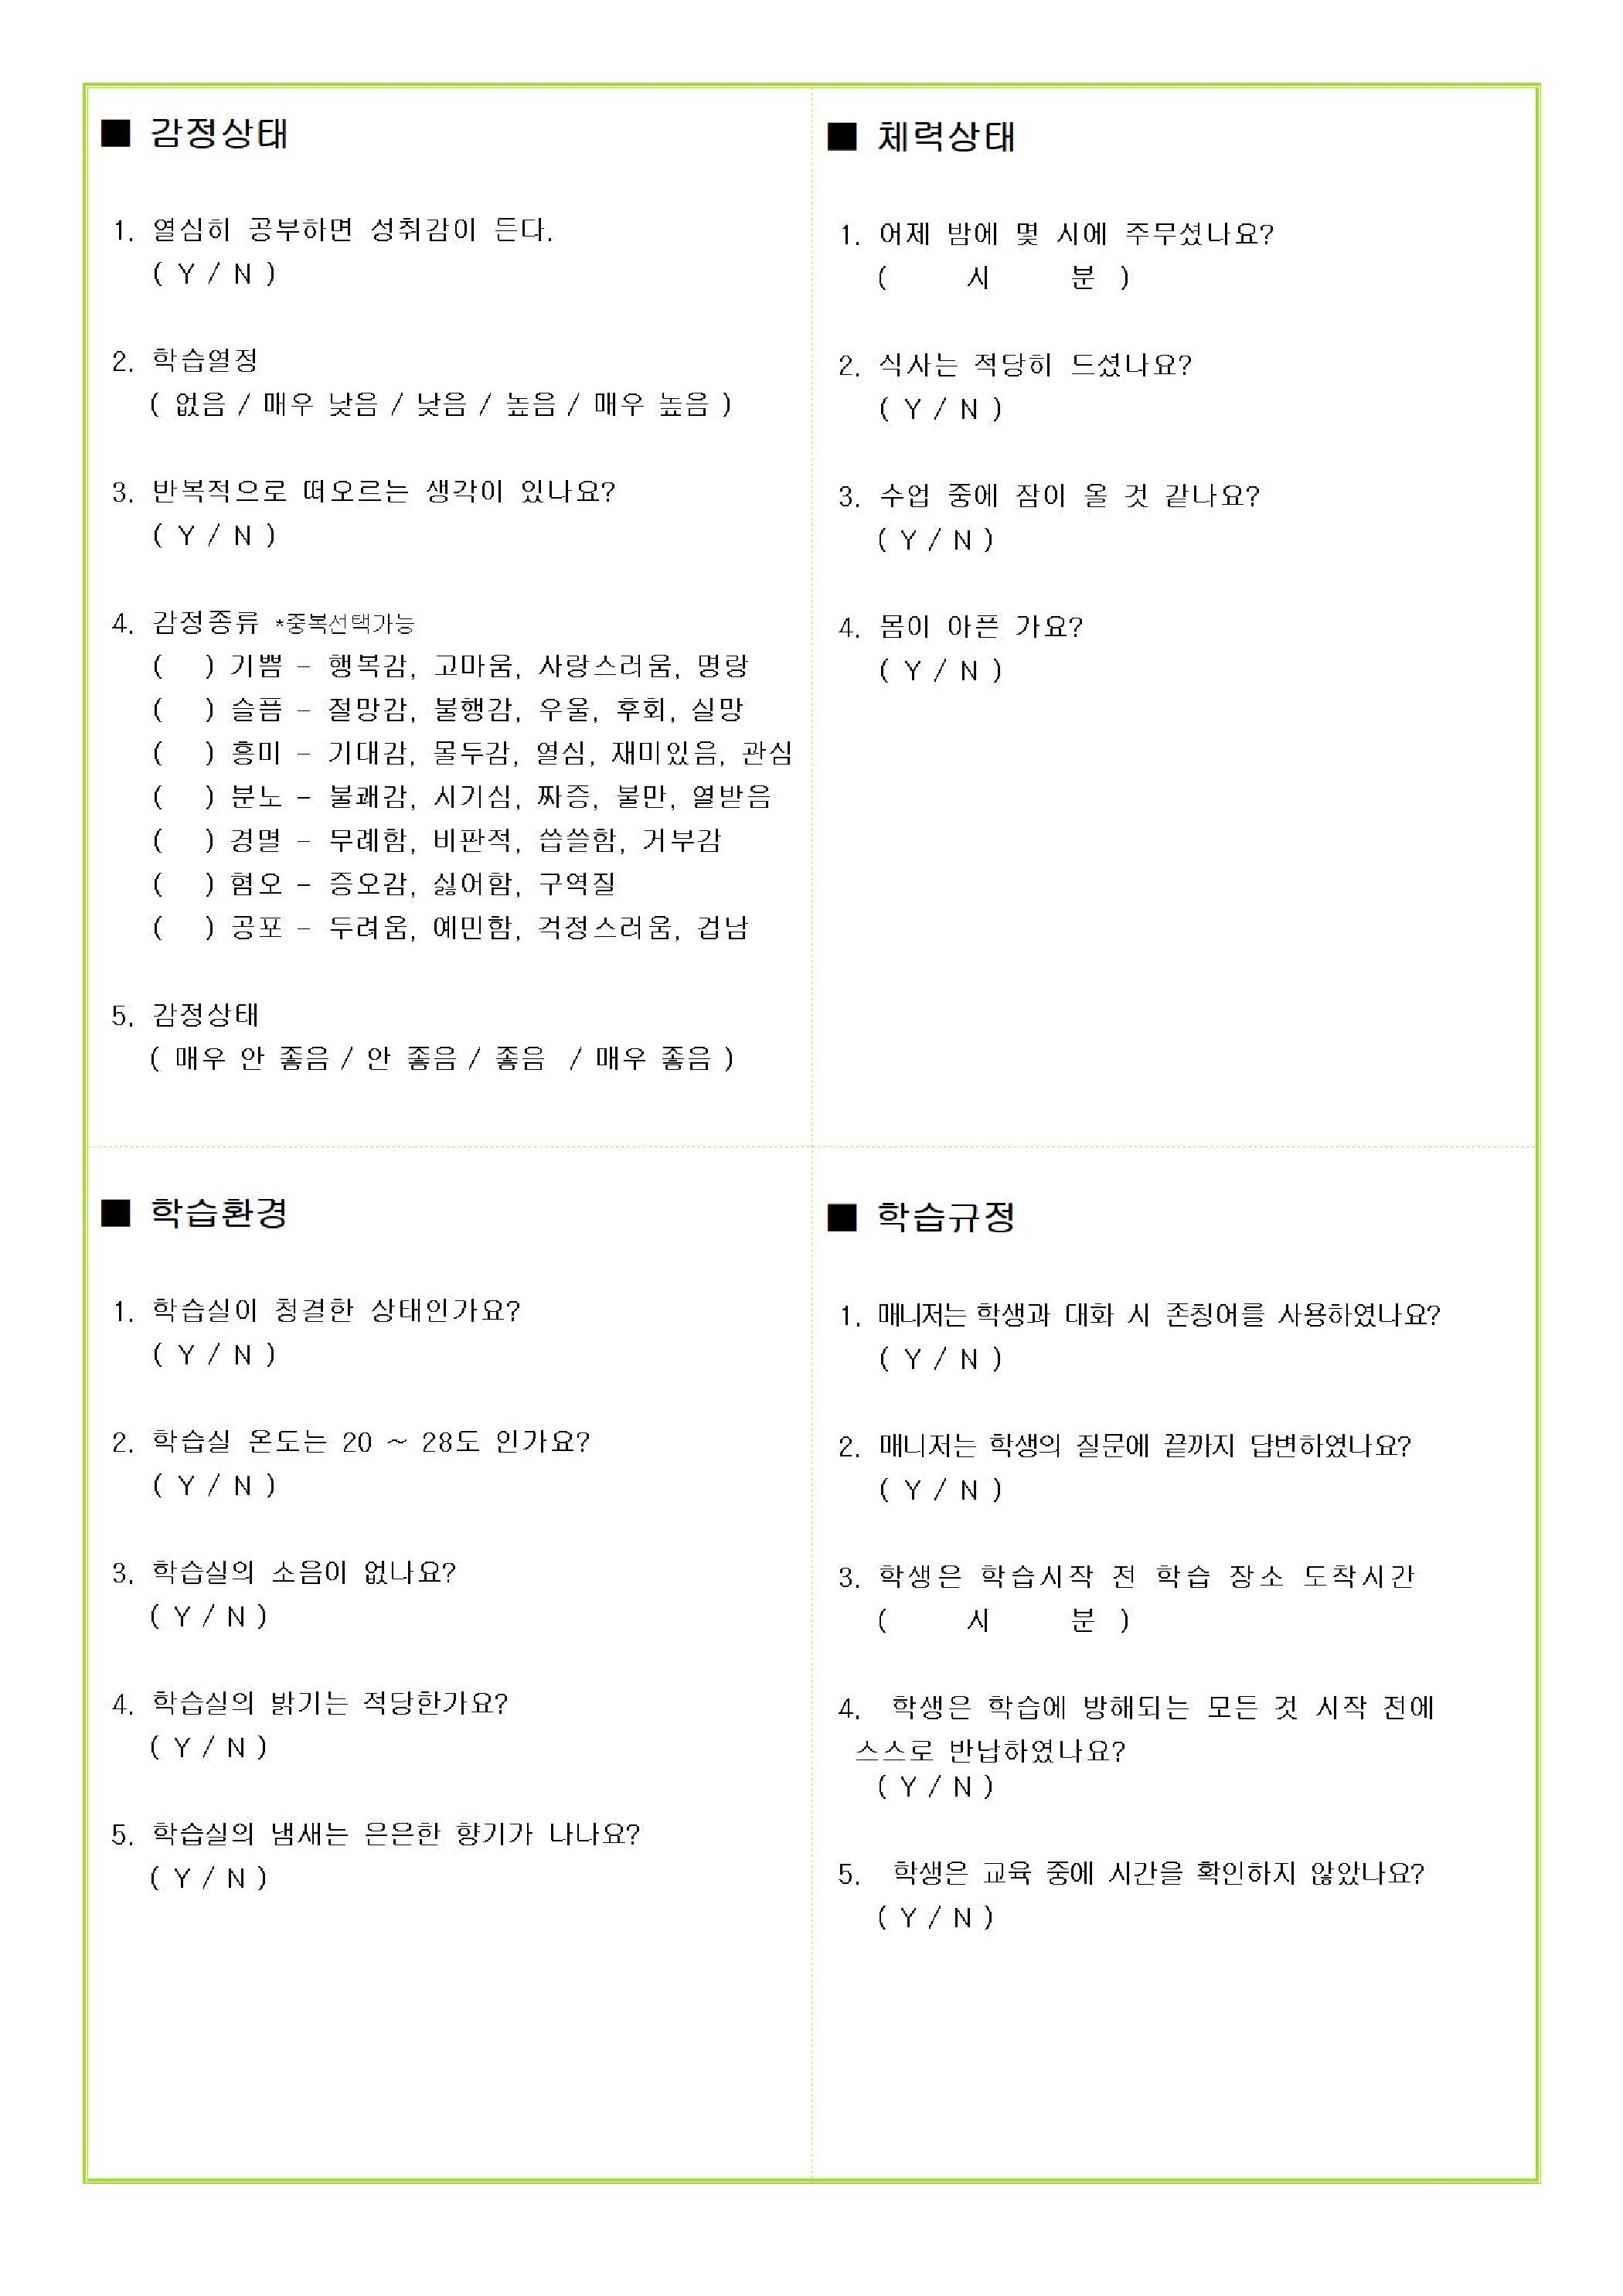 ■ 감정상태
1. 열심히 공부하면 성취감이 든다.
( Y / N )
2. 학습열정
( 없음 / 매우 낮음 / 낮음 / 높음 / 매우 높음 )
3. 반복적으로 떠오르는 생각이 있나요?
( Y / N )
4. 감정종류 *중복선택가능
(   ) 기쁨 - 행복감, 고마움, 사랑스러움, 명랑
(   ) 슬픔 - 절망감, 불행감, 우울, 후회, 실망
(   ) 흥미 - 기대감, 몰두감, 열심, 재미있음, 관심
(   ) 분노 - 불쾌감, 시기심, 짜증, 불만, 열받음
(   ) 경멸 - 무례함, 비판적, 씁쓸함, 거부감
(   ) 혐오 - 증오감, 싫어함, 구역질
(   ) 공포 - 두려움, 예민함, 걱정스러움, 겁남
5. 감정상태
( 매우 안 좋음 / 안 좋음 / 좋음 / 매우 좋음 )
■ 체력상태
1. 어제 밤에 몇 시에 주무셨나요?
(      시      분 )
2. 식사는 적당히 드셨나요?
( Y / N )
3. 수업 중에 잠이 올 것 같나요?
( Y / N )
4. 몸이 아픈 가요?
( Y / N )
■ 학습환경
1. 학습실이 청결한 상태인가요?
( Y / N )
2. 학습실 온도는 20 ~ 28도 인가요?
( Y / N )
3. 학습실의 소음이 없나요?
( Y / N )
4. 학습실의 밝기는 적당한가요?
( Y / N )
5. 학습실의 냄새는 은은한 향기가 나나요?
( Y / N )
■ 학습규정
1. 매니저는 학생과 대화 시 존칭어를 사용하였나요?
( Y / N )
2. 매니저는 학생의 질문에 끝까지 답변하였나요?
( Y / N )
3. 학생은 학습시작 전 학습 장소 도착시간
(      시      분 )
4. 학생은 학습에 방해되는 모든 것 시작 전에
스스로 반납하였나요?
( Y / N )
5. 학생은 교육 중에 시간을 확인하지 않았나요?
( Y / N )